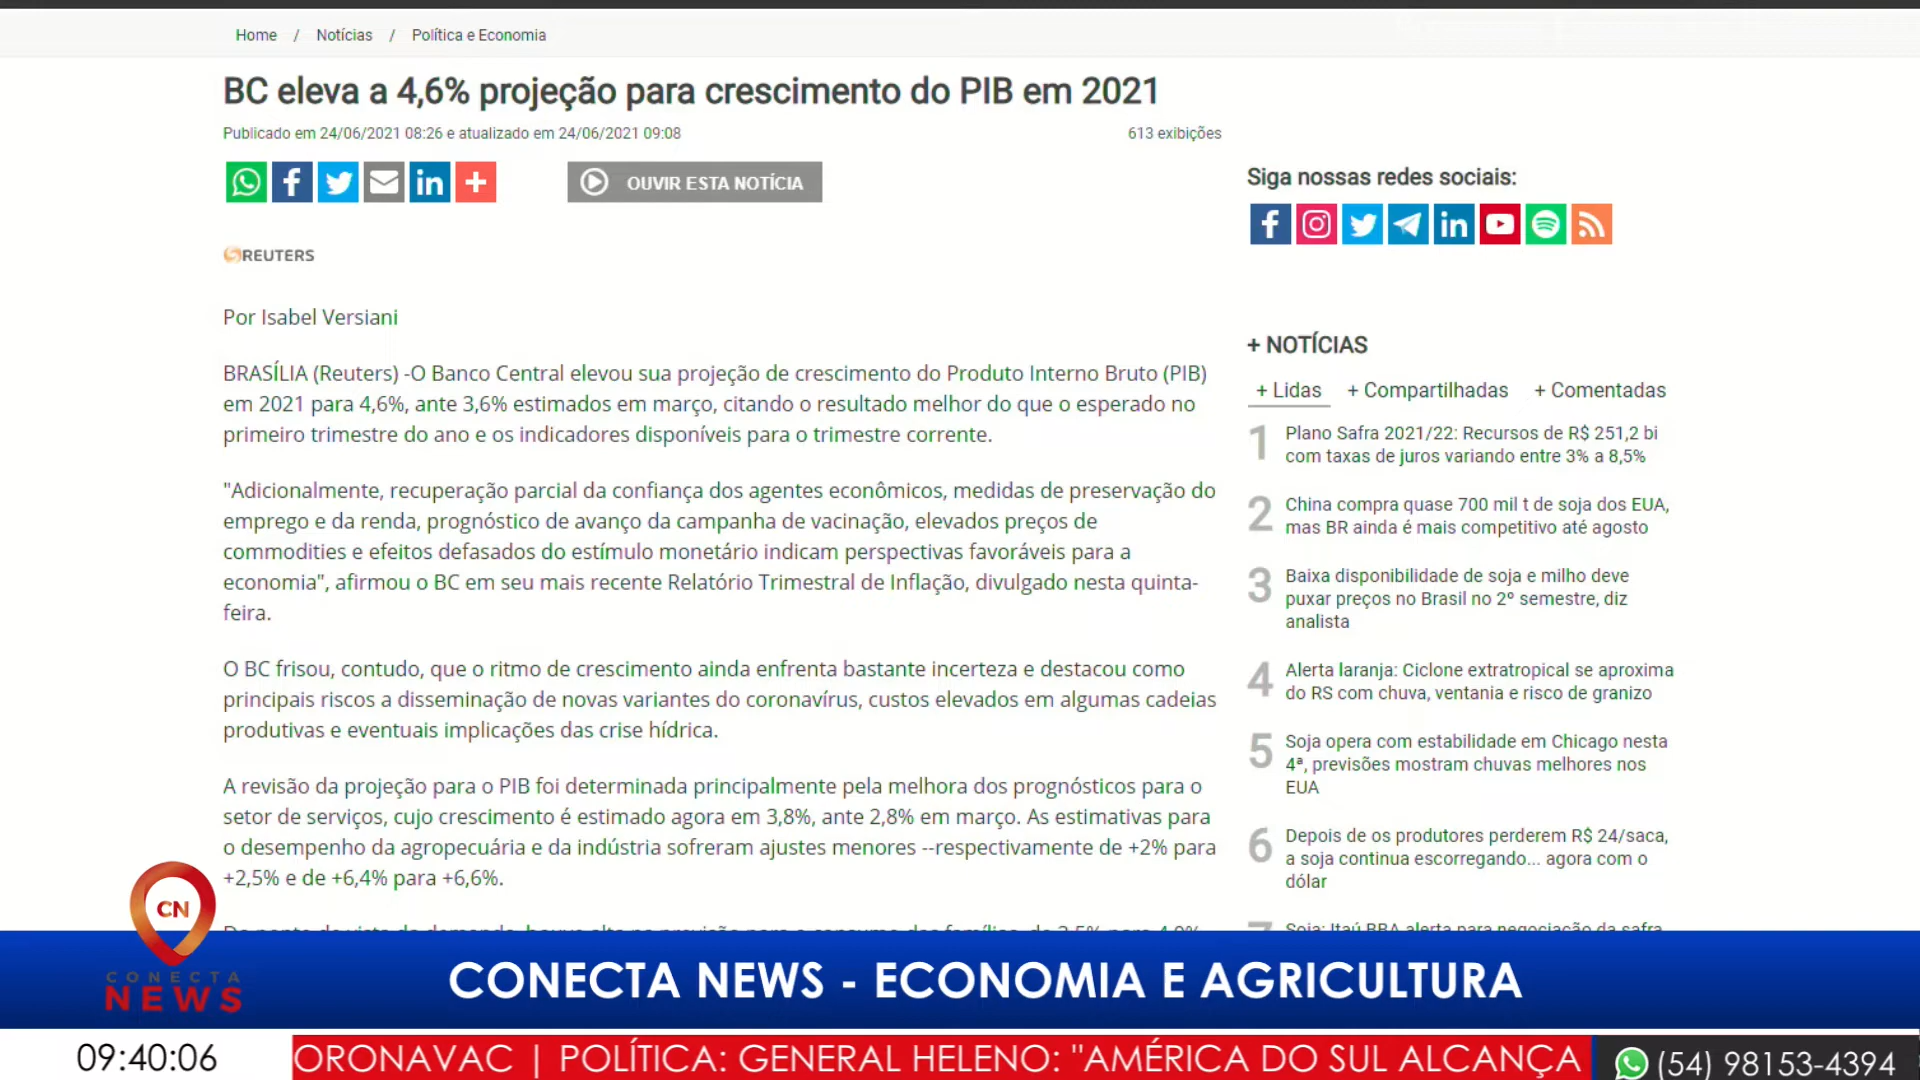 Home / Notícias / Política e Economia
BC eleva a 4,6% projeção para crescimento do PIB em 2021
Publicado em 24/06/2021 08:26 e atualizado em 24/06/2021 09:08
613 exibições
OUVIR ESTA NOTÍCIA
REUTERS
Por Isabel Versiani
BRASÍLIA (Reuters) -O Banco Central elevou sua projeção de crescimento do Produto Interno Bruto (PIB)
em 2021 para 4,6%, ante 3,6% estimados em março, citando o resultado melhor do que o esperado no
primeiro trimestre do ano e os indicadores disponíveis para o trimestre corrente.
"Adicionalmente, recuperação parcial da confiança dos agentes econômicos, medidas de preservação do
emprego e da renda, prognóstico de avanço da campanha de vacinação, elevados preços de
commodities e efeitos defasados do estímulo monetário indicam perspectivas favoráveis para a
economia", afirmou o BC em seu mais recente Relatório Trimestral de Inflação, divulgado nesta quinta-
feira.
O BC frisou, contudo, que o ritmo de crescimento ainda enfrenta bastante incerteza e destacou como
principais riscos a disseminação de novas variantes do coronavírus, custos elevados em algumas cadeias
produtivas e eventuais implicações das crise hídrica.
A revisão da projeção para o PIB foi determinada principalmente pela melhora dos prognósticos para o
setor de serviços, cujo crescimento é estimado agora em 3,8%, ante 2,8% em março. As estimativas para
o desempenho da agropecuária e da indústria sofreram ajustes menores --respectivamente de +2% para
+2,5% e de +6,4% para +6,6%.
Siga nossas redes sociais:
+ NOTÍCIAS
+ Lidas + Compartilhadas + Comentadas
1 Plano Safra 2021/22: Recursos de R$ 251,2 bi
com taxas de juros variando entre 3% a 8,5%
2 China compra quase 700 mil t de soja dos EUA,
mas BR ainda é mais competitivo até agosto
3 Baixa disponibilidade de soja e milho deve
puxar preços no Brasil no 2º semestre, diz
analista
4 Alerta laranja: Ciclone extratropical se aproxima
do RS com chuva, ventania e risco de granizo
5 Soja opera com estabilidade em Chicago nesta
4ª, previsões mostram chuvas melhores nos
EUA
6 Depois de os produtores perderem R$ 24/saca,
a soja continua escorregando... agora com o
dólar
Soja: Itaú BBA alerta para negociação da safra
CN
CONECTA
NEWS
CONECTA NEWS - ECONOMIA E AGRICULTURA
09:40:06
ORONAVAC | POLÍTICA: GENERAL HELENO: "AMÉRICA DO SUL ALCANÇA
(54) 98153-4394